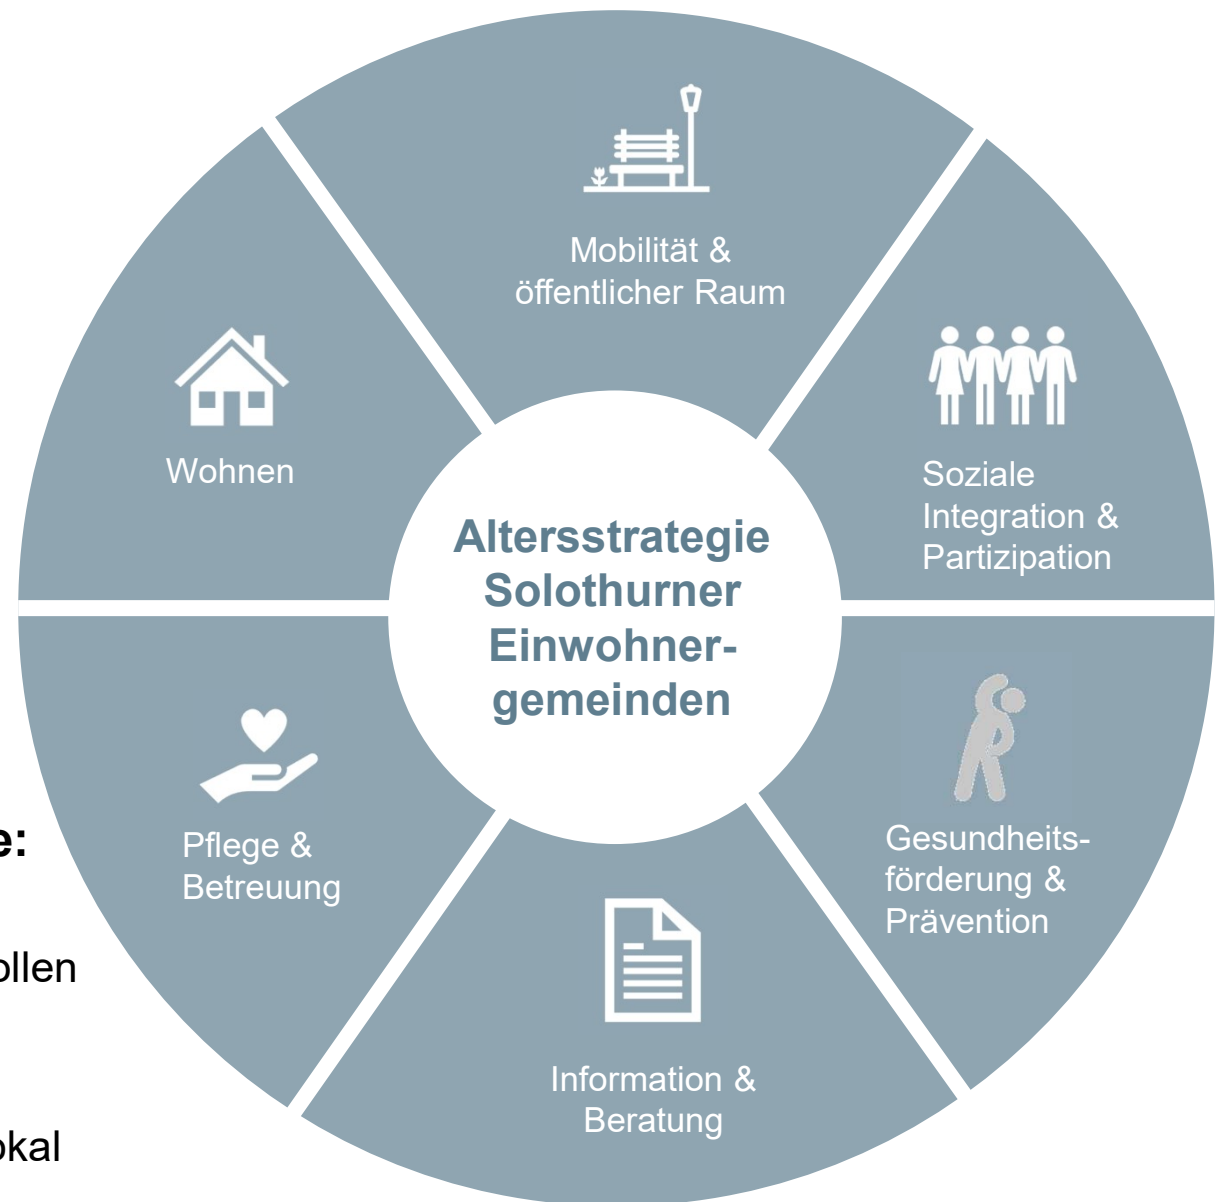 Mobilität &
öffentlicher Raum
Wohnen
Soziale
Integration &
Partizipation
Altersstrategie
Solothurner
Einwohner-
gemeinden
Pflege &
Betreuung
Gesundheits-
förderung &
Prävention
Information &
Beratung
e:
ollen
okal